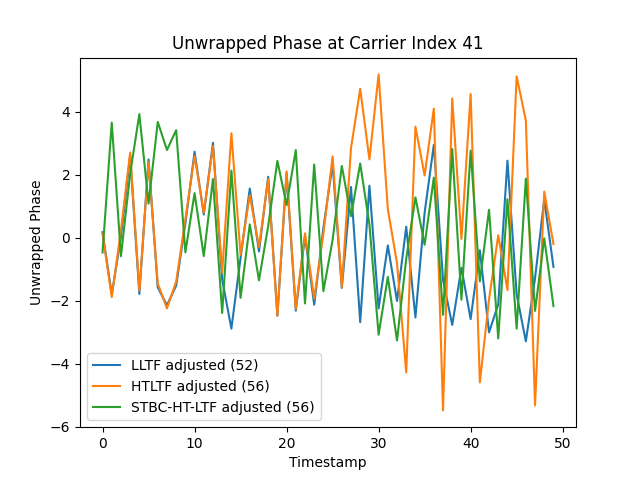 Unwrapped Phase at Carrier Index 41
Unwrapped Phase
4
2
0
−2
−4
−6
LLTF adjusted (52)
HTLTF adjusted (56)
STBC-HT-LTF adjusted (56)
0 10 20 30 40 50
Timestamp